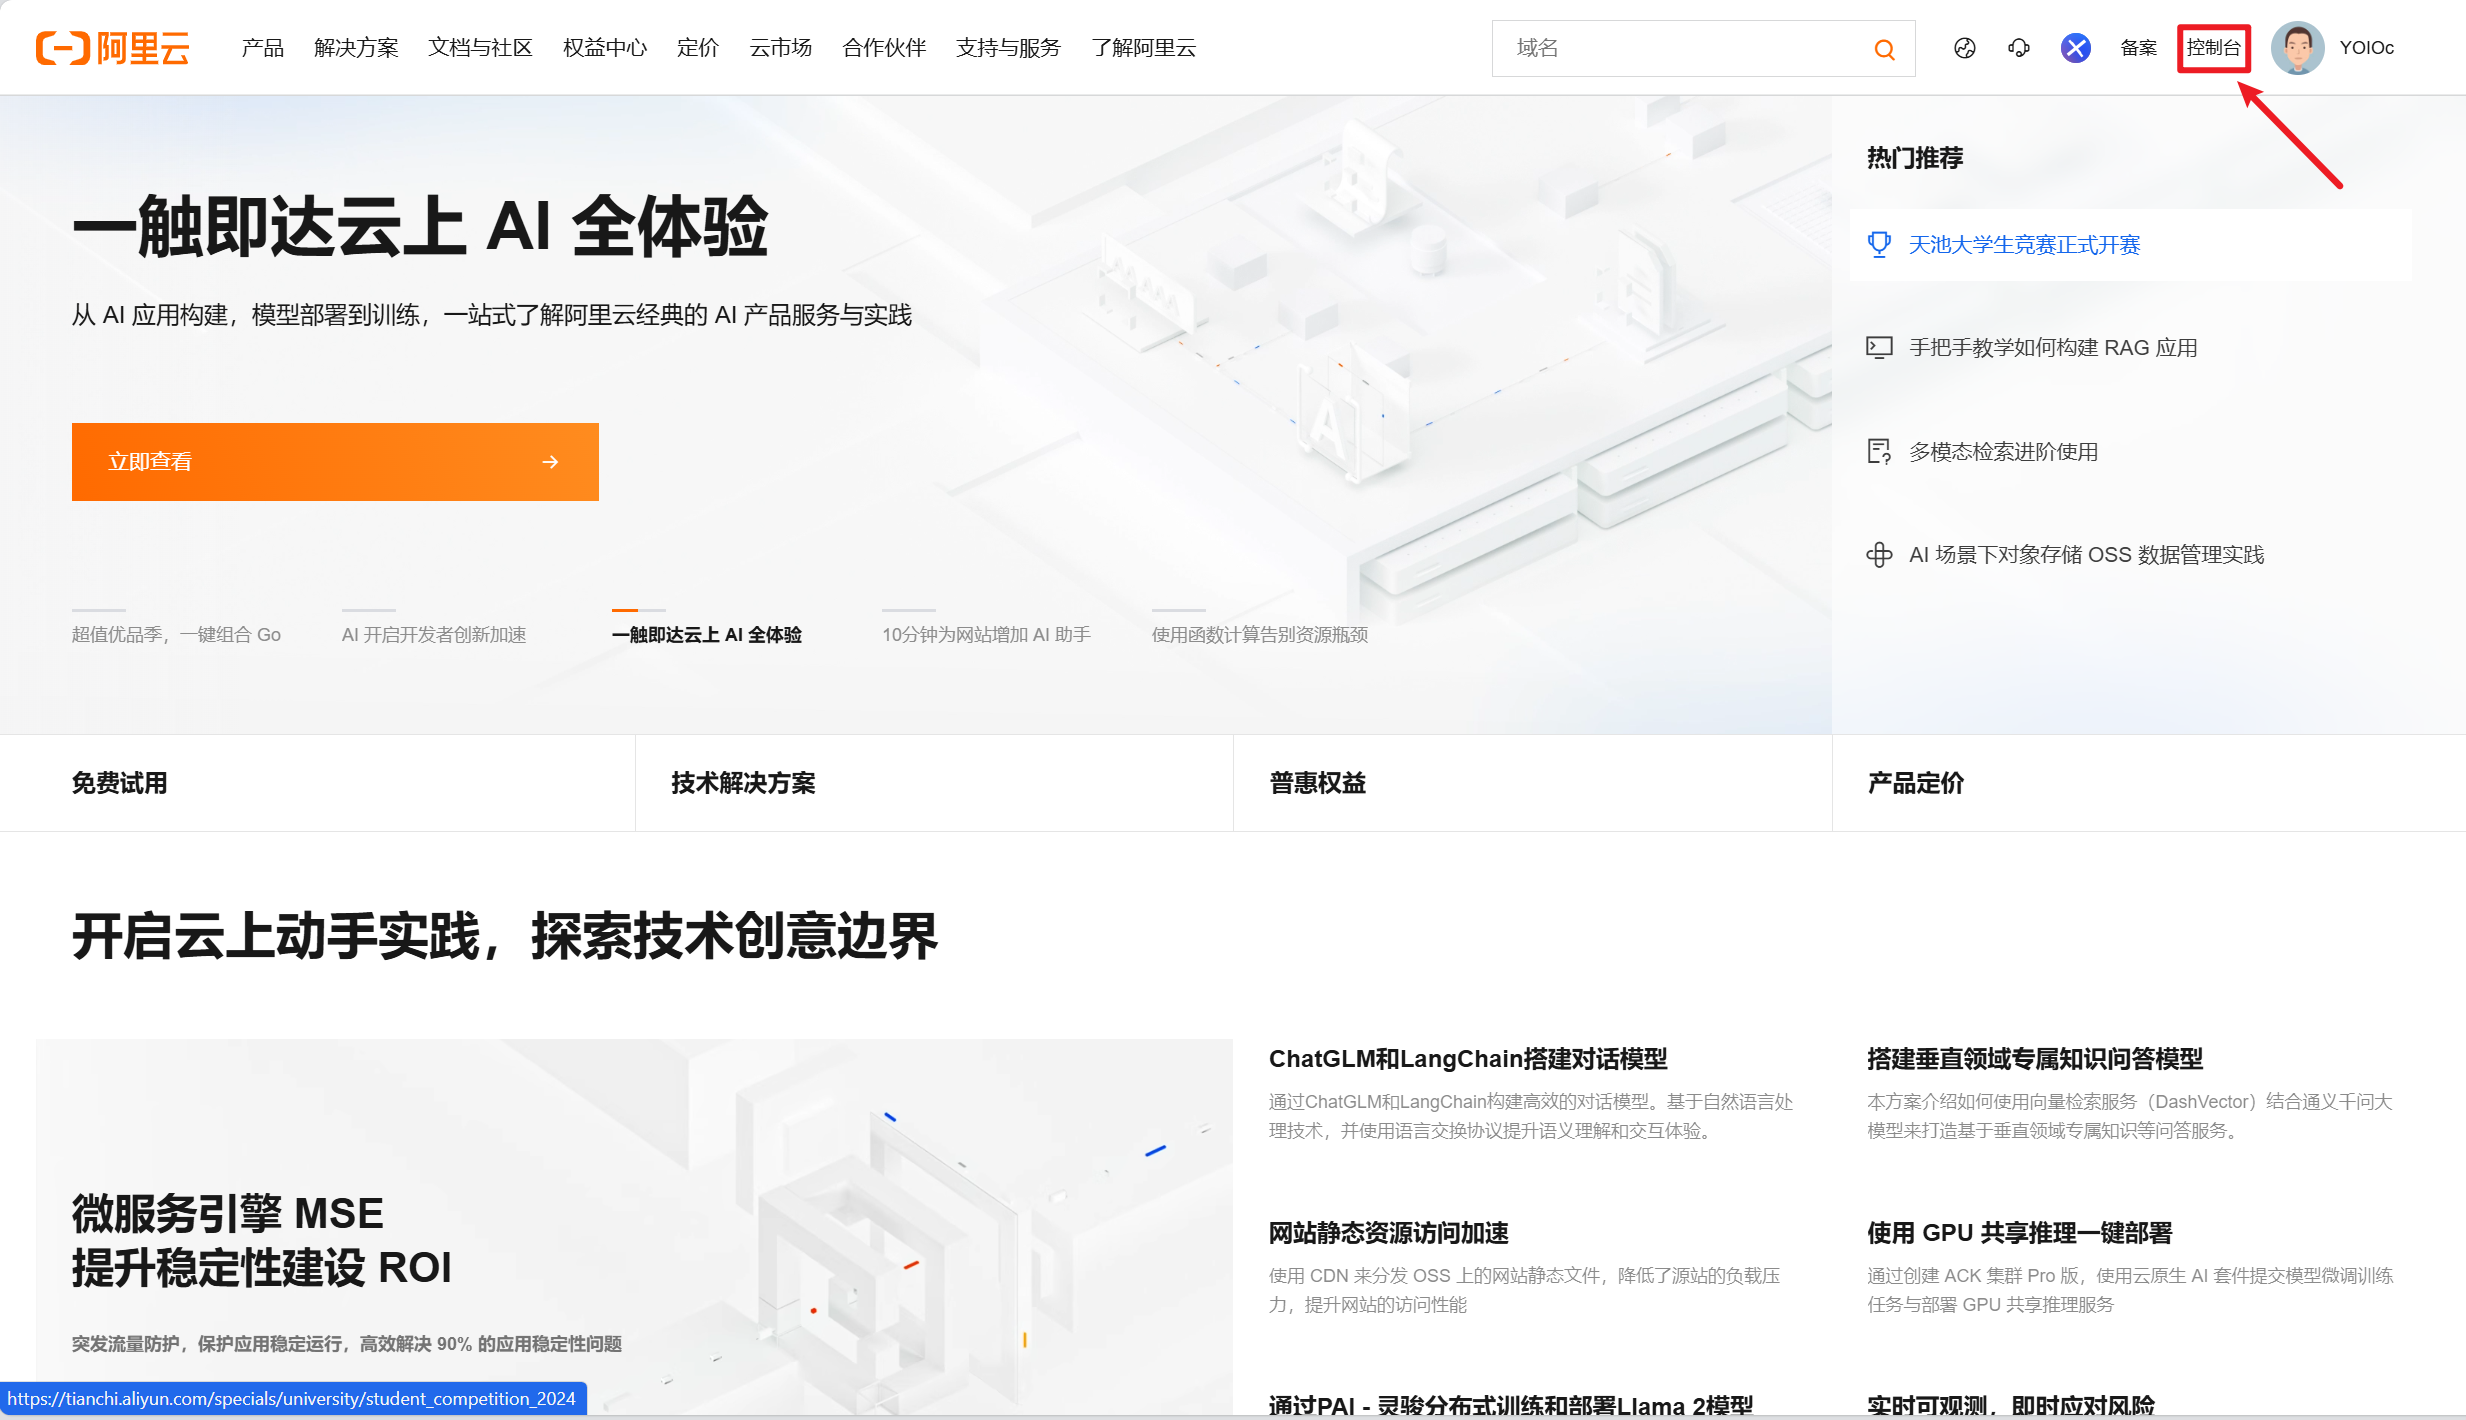 阿里云
产品
解决方案
文档与社区
权益中心
定价
云市场
合作伙伴
支持与服务
了解阿里云
域名
备案
控制台
YOIOc
一触即达云上 AI 全体验
从 AI 应用构建，模型部署到训练，一站式了解阿里云经典的 AI 产品服务与实践
立即查看
超值优品季，一键组合 Go
AI 开启开发者创新加速
一触即达云上 AI 全体验
10分钟为网站增加 AI 助手
使用函数计算告别资源瓶颈
热门推荐
天池大学生竞赛正式开赛
手把手教学如何构建 RAG 应用
多模态检索进阶使用
AI 场景下对象存储 OSS 数据管理实践
免费试用
技术解决方案
普惠权益
产品定价
开启云上动手实践，探索技术创意边界
微服务引擎 MSE
提升稳定性建设 ROI
突发流量防护，保护应用稳定运行，高效解决 90% 的应用稳定性问题
ChatGLM和LangChain搭建对话模型
通过ChatGLM和LangChain构建高效的对话模型。基于自然语言处
理技术，并使用语言交换协议提升语义理解和交互体验。
搭建垂直领域专属知识问答模型
本方案介绍如何使用向量检索服务（DashVector）结合通义千问大
模型来打造基于垂直领域专属知识等问答服务。
网站静态资源访问加速
使用 CDN 来分发 OSS 上的网站静态文件，降低了源站的负载压
力，提升网站的访问性能
使用 GPU 共享推理一键部署
通过创建 ACK 集群 Pro 版，使用云原生 AI 套件提交模型微调训练
任务与部署 GPU 共享推理服务
通过PAI - 灵骏分布式训练和部署Llama 2模型
实时可观测，即时应对风险
https://tianchi.aliyun.com/specials/university/student_competition_2024